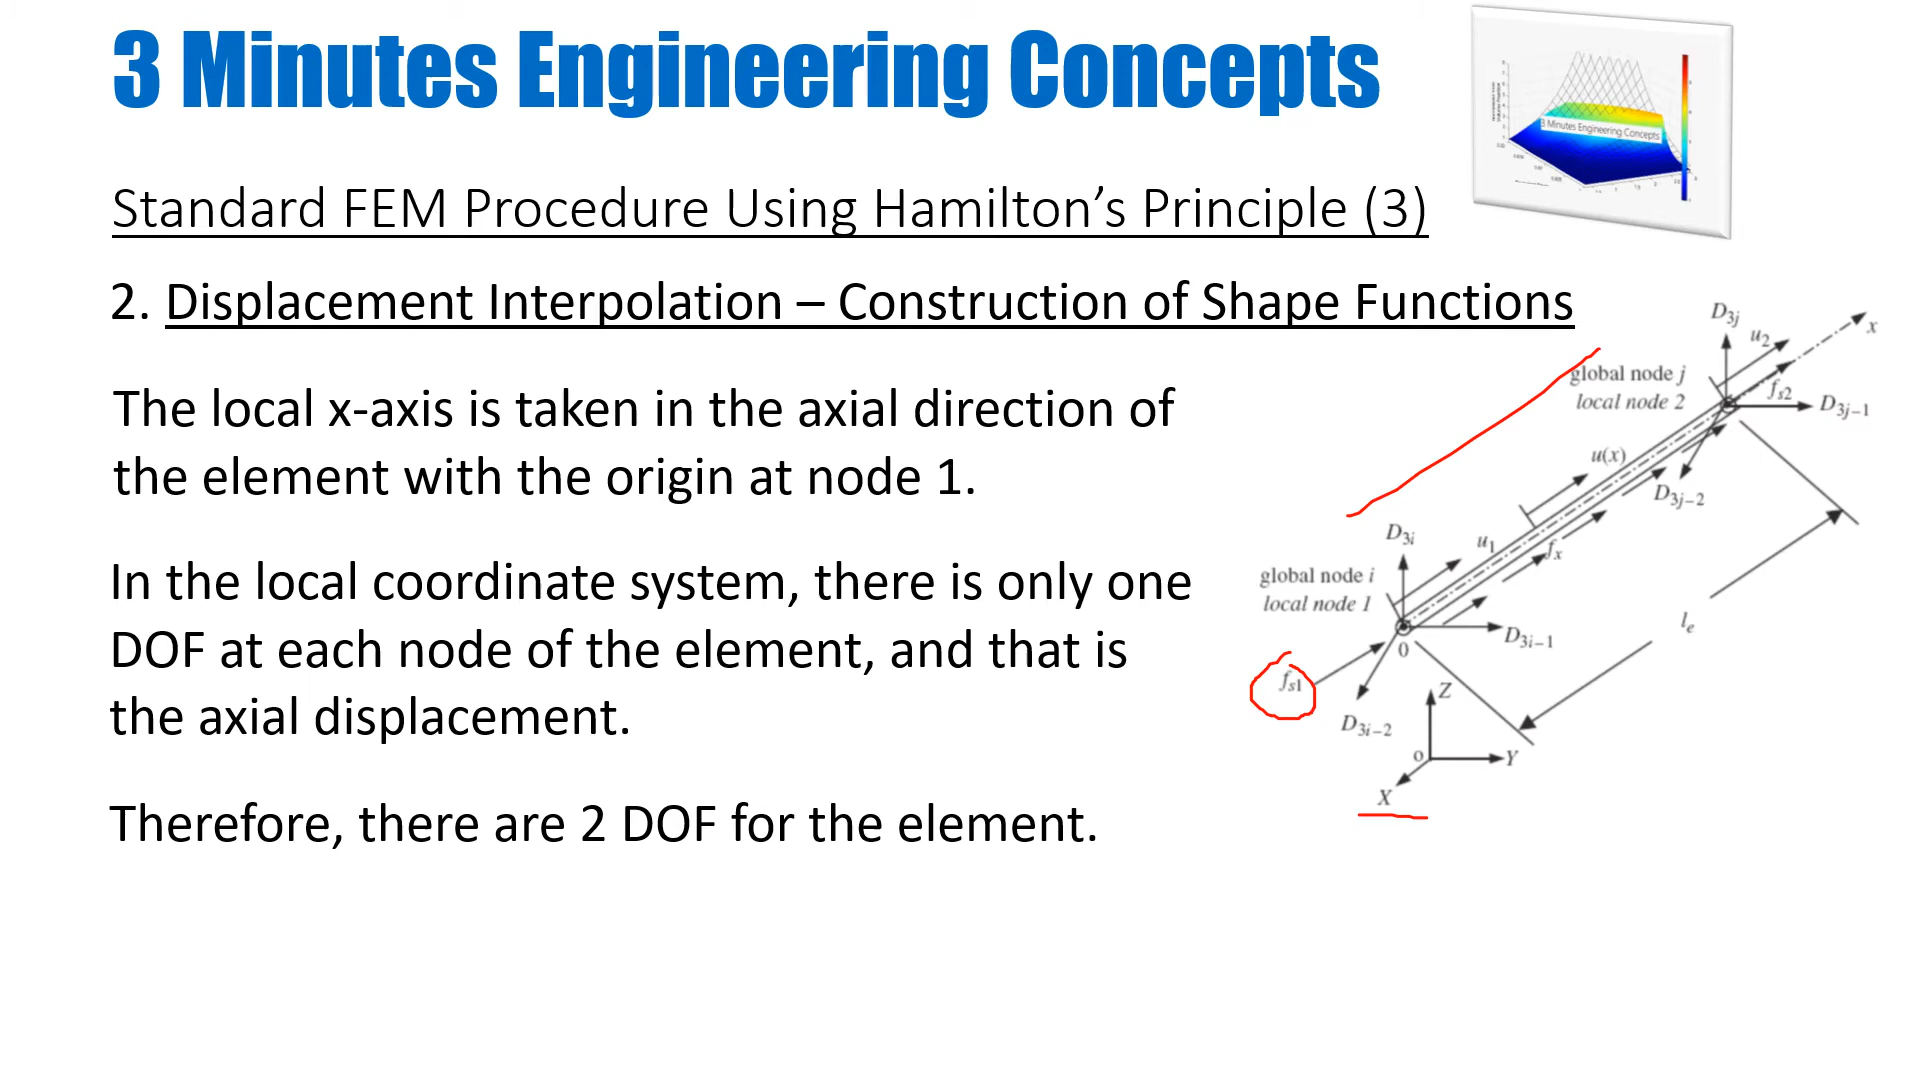 3 Minutes Engineering Concepts
3 Minutes Engineering Concepts
Standard FEM Procedure Using Hamilton’s Principle (3)
2. Displacement Interpolation – Construction of Shape Functions
The local x-axis is taken in the axial direction of
the element with the origin at node 1.
In the local coordinate system, there is only one
DOF at each node of the element, and that is
the axial displacement.
Therefore, there are 2 DOF for the element.
D3j
u2
x
global node j
local node 2
fs2
D3j−1
u(x)
D3j−2
D3i
u1
fx
global node i
local node 1
D3i−1
0
le
fs1
D3i−2
Z
o
Y
X